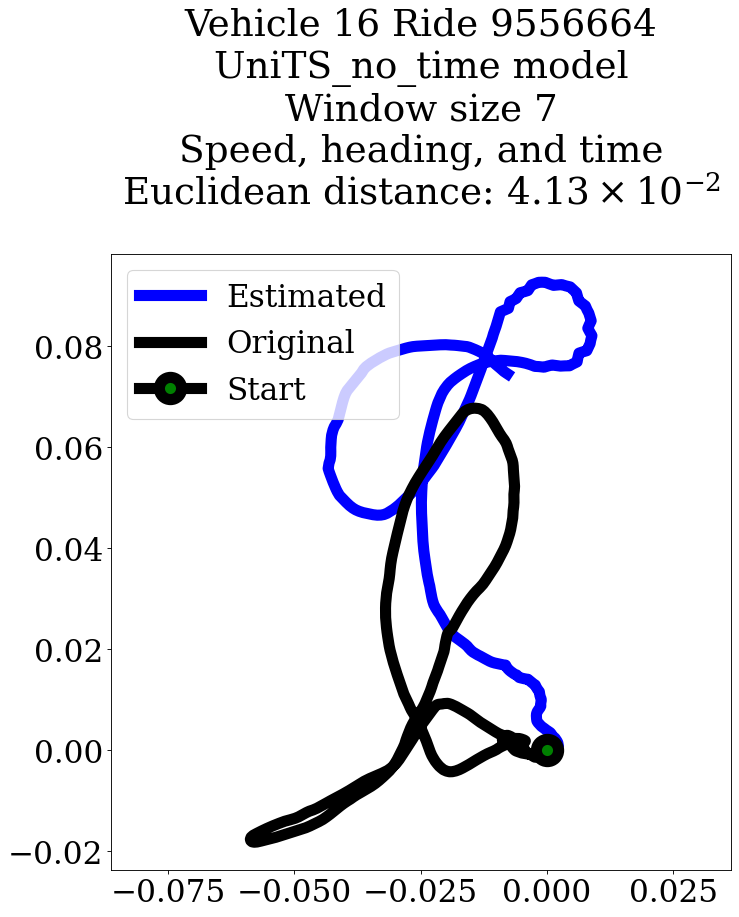 Vehicle 16 Ride 9556664
UniTS_no_time model
Window size 7
Speed, heading, and time
Euclidean distance: 4.13 × 10⁻²
Estimated
Original
Start
0.08
0.06
0.04
0.02
0.00
−0.02
−0.075 −0.050 −0.025 0.000 0.025